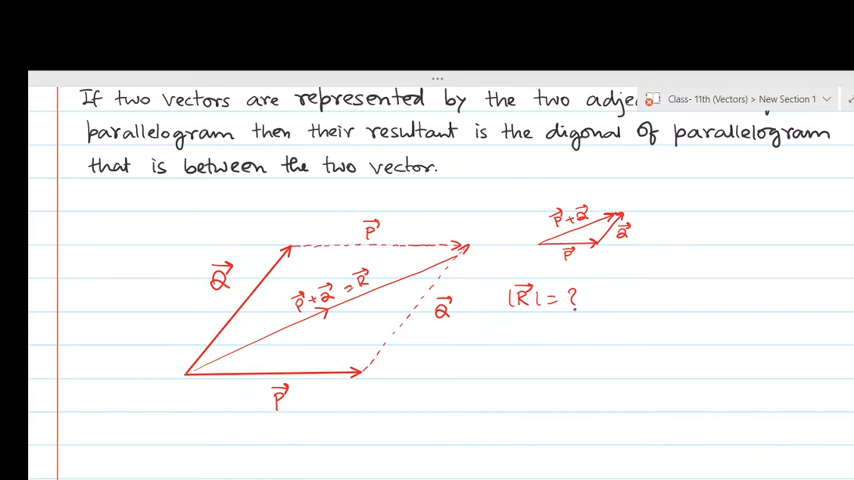 If two vectors are represented by the two
Class- 11th (Vectors) > New Section 1
parallelogram then their resultant is the digonal of parallelogram
that is between the two vector.
P⃗
P⃗+Q⃗
Q⃗
P⃗
Q⃗
P⃗+Q⃗ = R⃗
Q⃗
|R⃗| = ?
P⃗